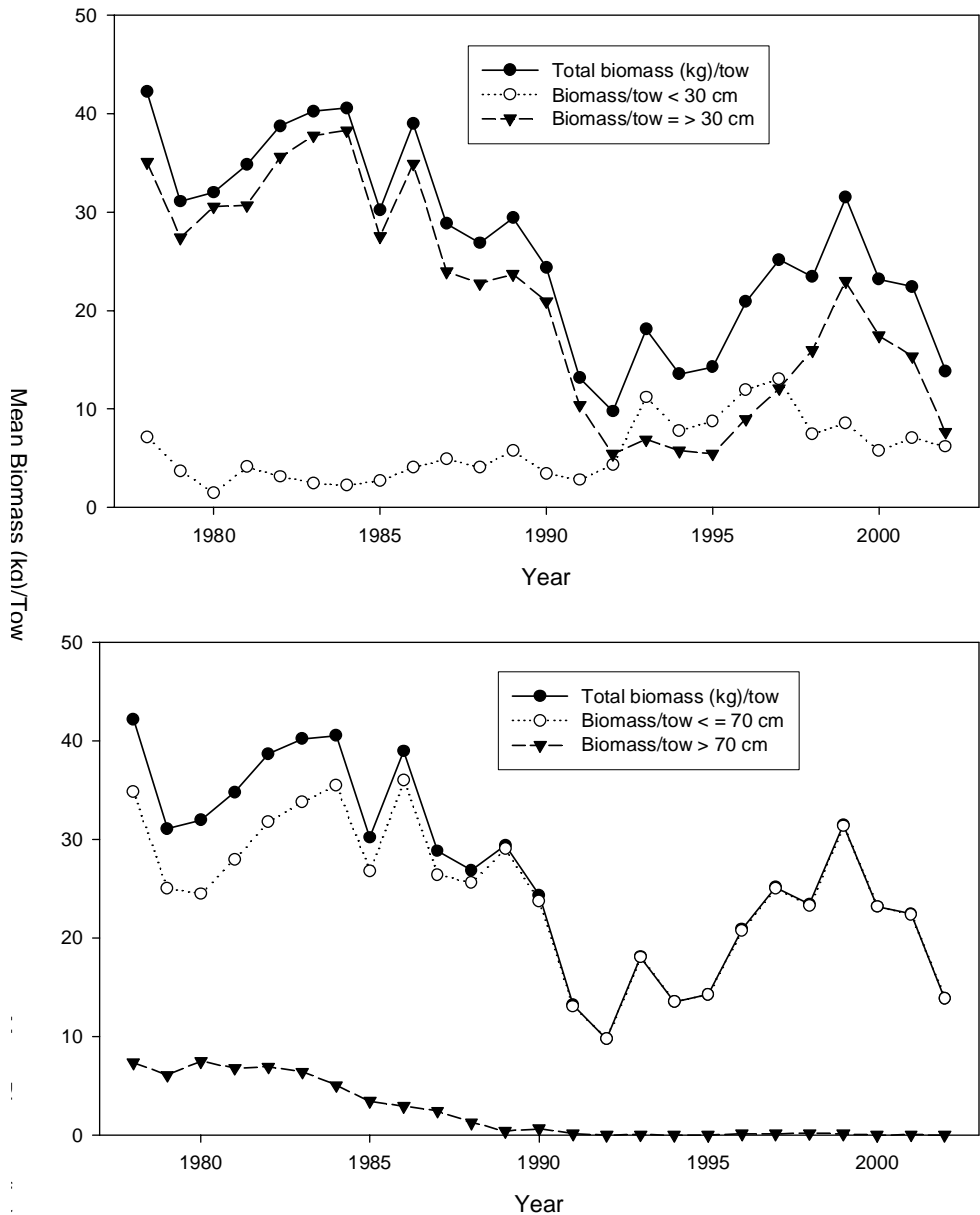 50
40
30
20
10
0
Total biomass (kg)/tow
Biomass/tow < 30 cm
Biomass/tow = > 30 cm
1980 1985 1990 1995 2000
Year
Mean Biomass (kg)/Tow
50
40
30
20
10
0
Total biomass (kg)/tow
Biomass/tow < = 70 cm
Biomass/tow > 70 cm
1980 1985 1990 1995 2000
Year